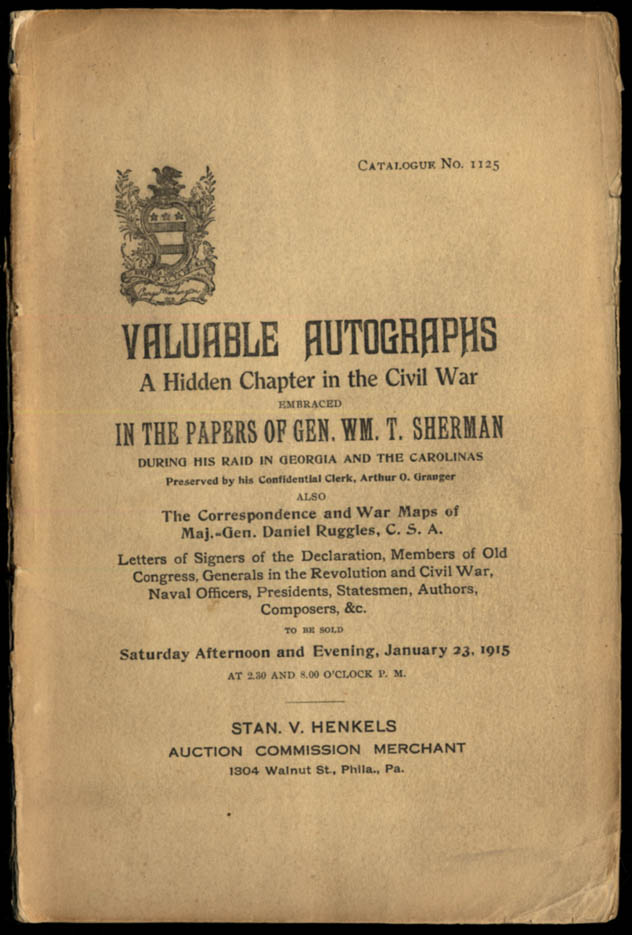 CATALOGUE No. 1125
George Washington
VALUABLE AUTOGRAPHS
A Hidden Chapter in the Civil War
EMBRACED
IN THE PAPERS OF GEN. WM. T. SHERMAN
DURING HIS RAID IN GEORGIA AND THE CAROLINAS
Preserved by his Confidential Clerk, Arthur O. Granger
ALSO
The Correspondence and War Maps of
Maj.-Gen. Daniel Ruggles, C. S. A.
Letters of Signers of the Declaration, Members of Old
Congress, Generals in the Revolution and Civil War,
Naval Officers, Presidents, Statesmen, Authors,
Composers, &c.
TO BE SOLD
Saturday Afternoon and Evening, January 23, 1915
AT 2.30 AND 8.00 O'CLOCK P. M.
STAN. V. HENKELS
AUCTION COMMISSION MERCHANT
1304 Walnut St., Phila., Pa.